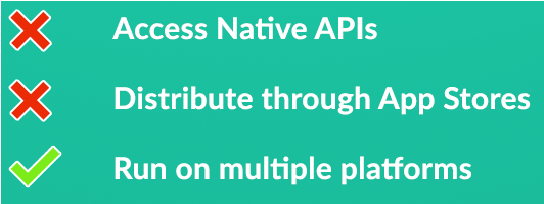 Access Native APIs
Distribute through App Stores
Run on multiple platforms